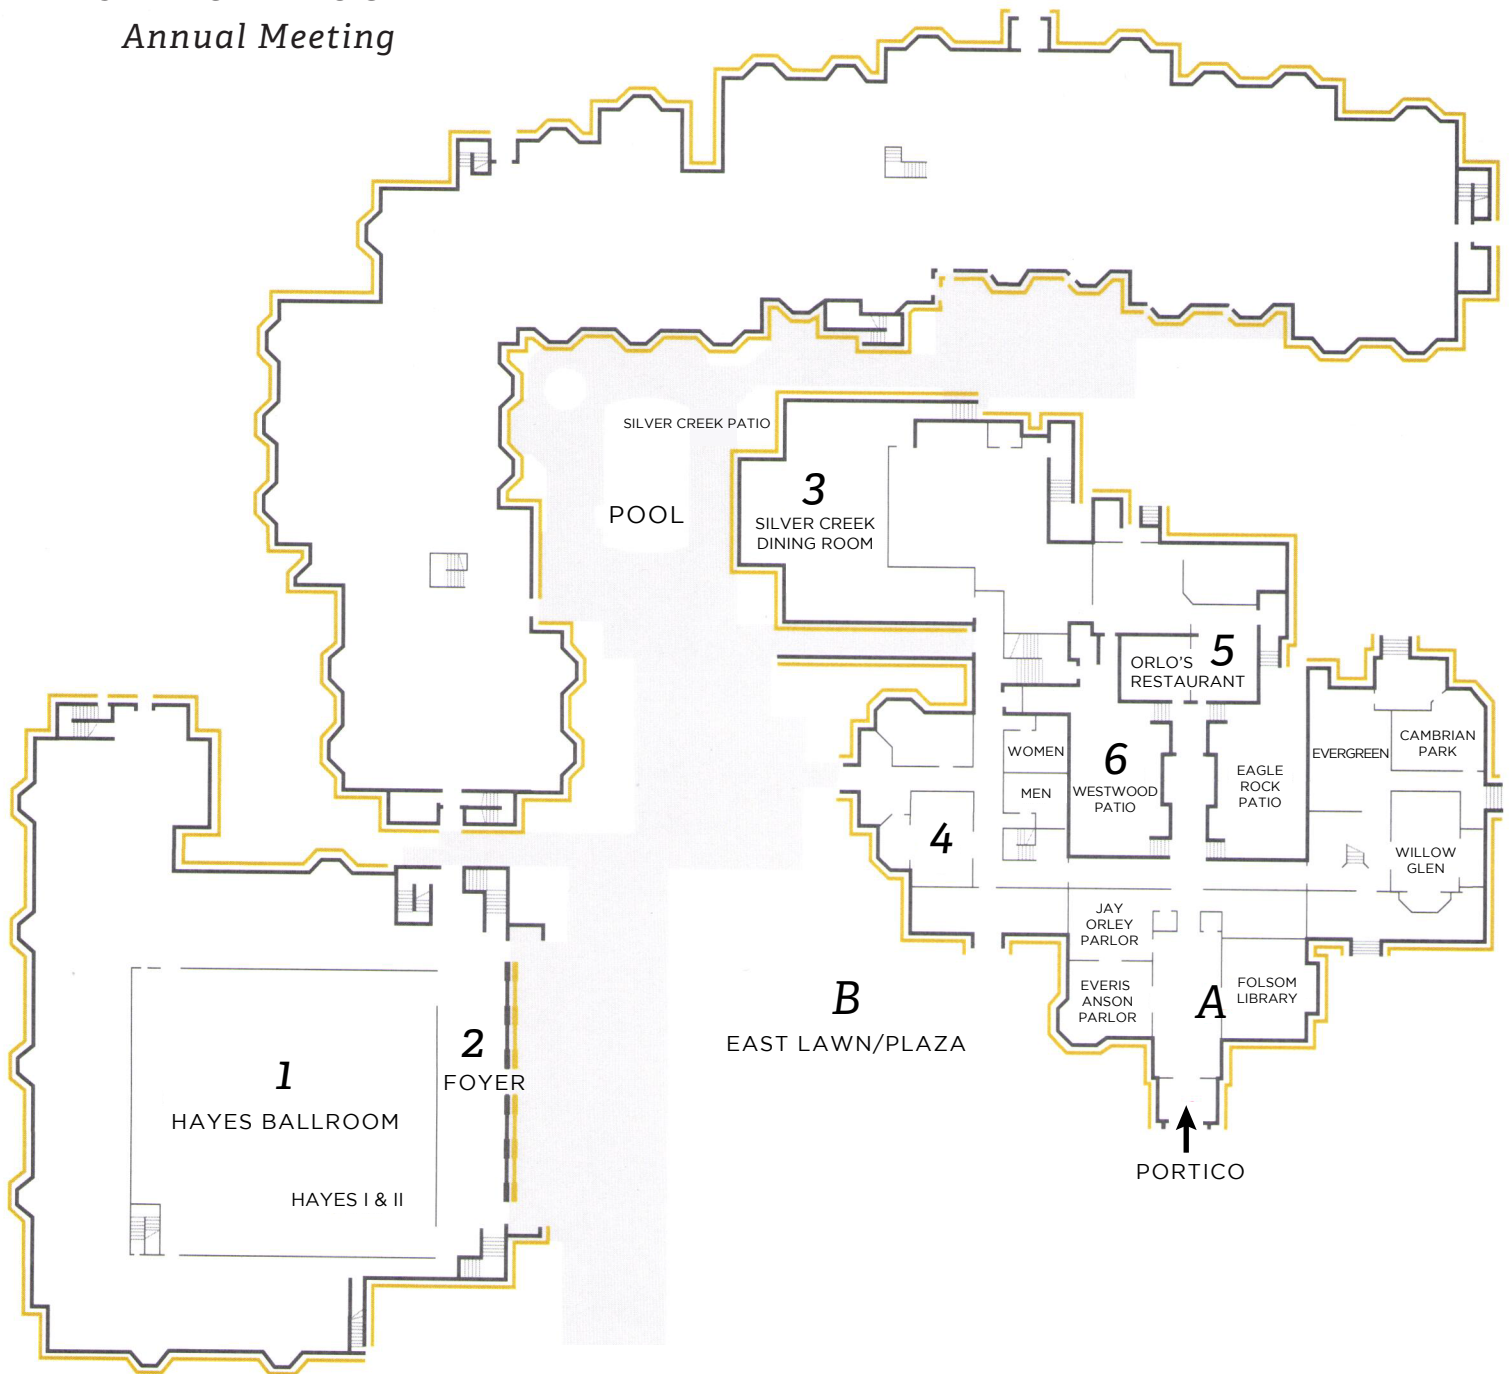 Annual Meeting
SILVER CREEK PATIO
POOL
3
SILVER CREEK
DINING ROOM
5
ORLO'S
RESTAURANT
WOMEN
MEN
6
WESTWOOD
PATIO
EAGLE
ROCK
PATIO
EVERGREEN
CAMBRIAN
PARK
WILLOW
GLEN
4
JAY
ORLEY
PARLOR
EVERIS
ANSON
PARLOR
A
FOLSOM
LIBRARY
B
EAST LAWN/PLAZA
2
FOYER
1
HAYES BALLROOM
HAYES I & II
PORTICO